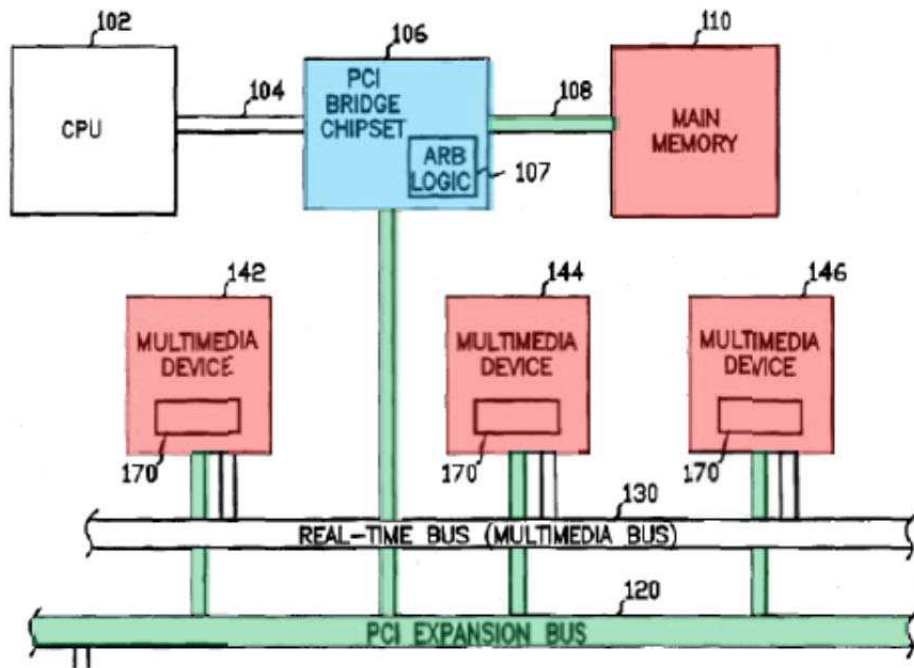 102
106
110
CPU
104
PCI
BRIDGE
CHIPSET
ARB
LOGIC
107
108
MAIN
MEMORY
142
MULTIMEDIA
DEVICE
170
144
MULTIMEDIA
DEVICE
170
146
MULTIMEDIA
DEVICE
170
130
REAL-TIME BUS (MULTIMEDIA BUS)
120
PCI EXPANSION BUS